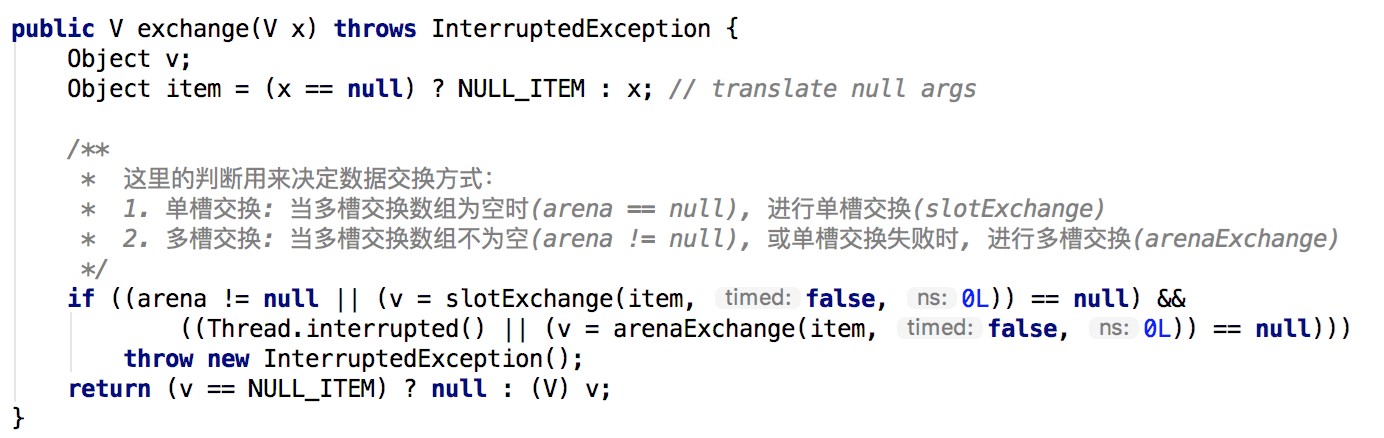 public V exchange(V x) throws InterruptedException {
Object v;
Object item = (x == null) ? NULL_ITEM : x; // translate null args
/**
* 这里的判断用来决定数据交换方式：
* 1. 单槽交换: 当多槽交换数组为空时(arena == null), 进行单槽交换(slotExchange)
* 2. 多槽交换: 当多槽交换数组不为空(arena != null), 或单槽交换失败时, 进行多槽交换(arenaExchange)
*/
if ((arena != null || (v = slotExchange(item, timed: false, ns: 0L)) == null) &&
((Thread.interrupted() || (v = arenaExchange(item, timed: false, ns: 0L)) == null)))
throw new InterruptedException();
return (v == NULL_ITEM) ? null : (V) v;
}